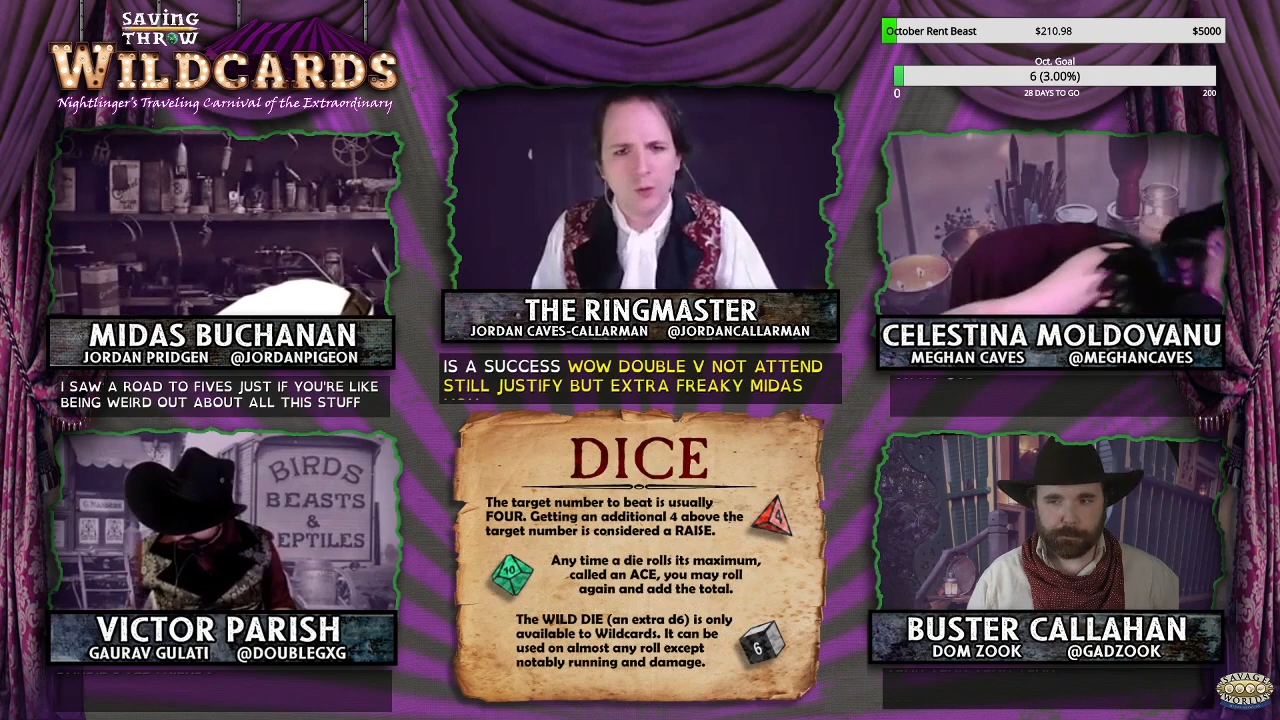 SAVING
THROW
WILDCARDS
Nightlinger's Traveling Carnival of the Extraordinary
October Rent Beast $210.98 $5000
Oct. Goal
6 (3.00%)
0 28 DAYS TO GO 200
MIDAS BUCHANAN
JORDAN PRIDGEN @JORDANPIGEON
I SAW A ROAD TO FIVES JUST IF YOU'RE LIKE
BEING WEIRD OUT ABOUT ALL THIS STUFF
THE RINGMASTER
JORDAN CAVES-CALLARMAN @JORDANCALLARMAN
IS A SUCCESS WOW DOUBLE V NOT ATTEND
STILL JUSTIFY BUT EXTRA FREAKY MIDAS
CELESTINA MOLDOVANU
MEGHAN CAVES @MEGHANCAVES
BIRDS
BEASTS
&
REPTILES
VICTOR PARISH
GAURAV GULATI @DOUBLEGXG
DICE
The target number to beat is usually
FOUR. Getting an additional 4 above the
target number is considered a RAISE.
4
10
Any time a die rolls its maximum,
called an ACE, you may roll
again and add the total.
The WILD DIE (an extra d6) is only
available to Wildcards. It can be
used on almost any roll except
notably running and damage.
6
BUSTER CALLAHAN
DOM ZOOK @GADZOOK
SAVAGE
WORLDS